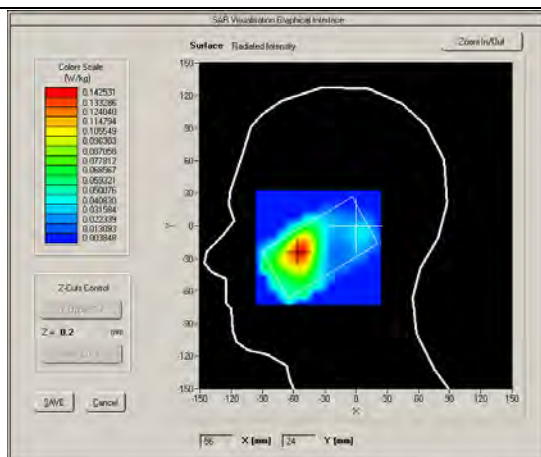 SAR Visualisation Graphical Interface
Surface Radiated Intensity
Zoom In/Out
Colors Scale
(W/kg)
0.142531
0.133286
0.124040
0.114794
0.105549
0.096303
0.087058
0.077812
0.068567
0.059321
0.050076
0.040830
0.031584
0.022339
0.013093
0.003848
150
120
90
60
30
0
-30
-60
-90
-120
-150
Y
-150 -120 -90 -60 -30 0 30 60 90 120 150
X
Z-Cuts Control
Z = 0.2 mm
SAVE Cancel
56 X (mm) 24 Y (mm)